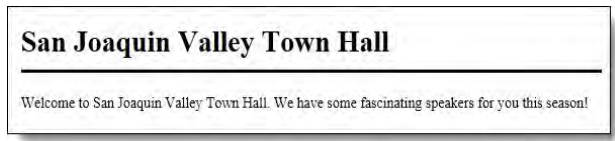 San Joaquin Valley Town Hall
Welcome to San Joaquin Valley Town Hall. We have some fascinating speakers for you this season!